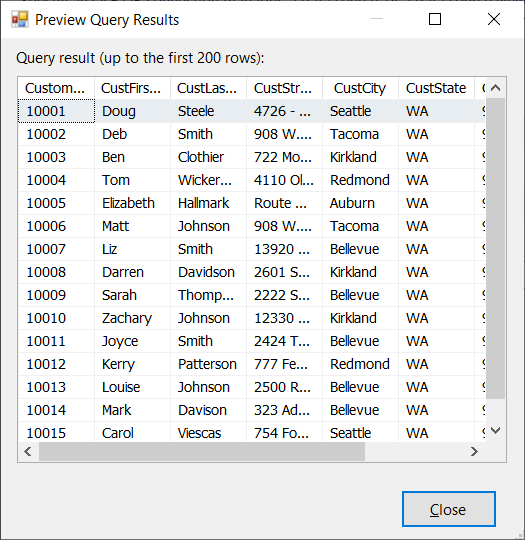 Preview Query Results
Query result (up to the first 200 rows):
Custom... CustFirs... CustLas... CustStr... CustCity CustState
10001 Doug Steele 4726 - ... Seattle WA
10002 Deb Smith 908 W.... Tacoma WA
10003 Ben Clothier 722 Mo... Kirkland WA
10004 Tom Wicker... 4110 Ol... Redmond WA
10005 Elizabeth Hallmark Route ... Auburn WA
10006 Matt Johnson 908 W.... Tacoma WA
10007 Liz Smith 13920 ... Bellevue WA
10008 Darren Davidson 2601 S... Kirkland WA
10009 Sarah Thomp... 2222 S... Bellevue WA
10010 Zachary Johnson 12330 ... Kirkland WA
10011 Joyce Smith 2424 T... Bellevue WA
10012 Kerry Patterson 777 Fe... Redmond WA
10013 Louise Johnson 2500 R... Bellevue WA
10014 Mark Davison 323 Ad... Bellevue WA
10015 Carol Viescas 754 Fo... Seattle WA
Close